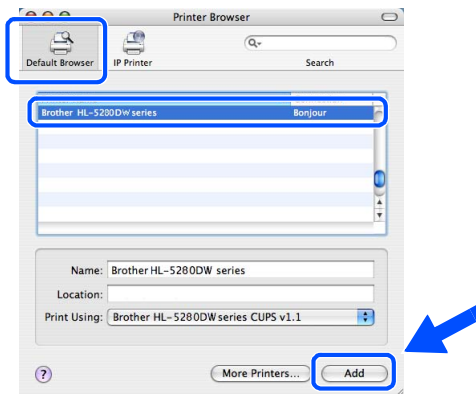 Printer Browser
Default Browser
IP Printer
Search
Brother HL-5280DW series Bonjour
Name: Brother HL-5280DW series
Location:
Print Using: Brother HL-5280DW series CUPS v1.1
? More Printers... Add